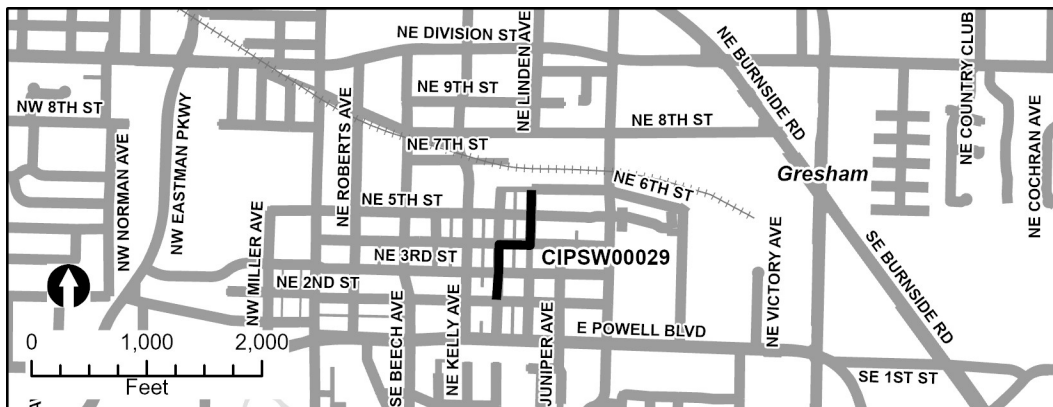 NE DIVISION ST
NE LINDEN AVE
NE BURNSIDE RD
NE COUNTRY CLUB
NE 9TH ST
NW 8TH ST
NE 8TH ST
NW NORMAN AVE
NW EASTMAN PKWY
NE ROBERTS AVE
NE 7TH ST
NE 6TH ST
Gresham
NE COCHRAN AVE
NE 5TH ST
NW MILLER AVE
NE 3RD ST
CIPSW00029
NE 2ND ST
NE VICTORY AVE
SE BURNSIDE RD
SE BEECH AVE
NE KELLY AVE
JUNIPER AVE
E POWELL BLVD
SE 1ST ST
0 1,000 2,000
Feet